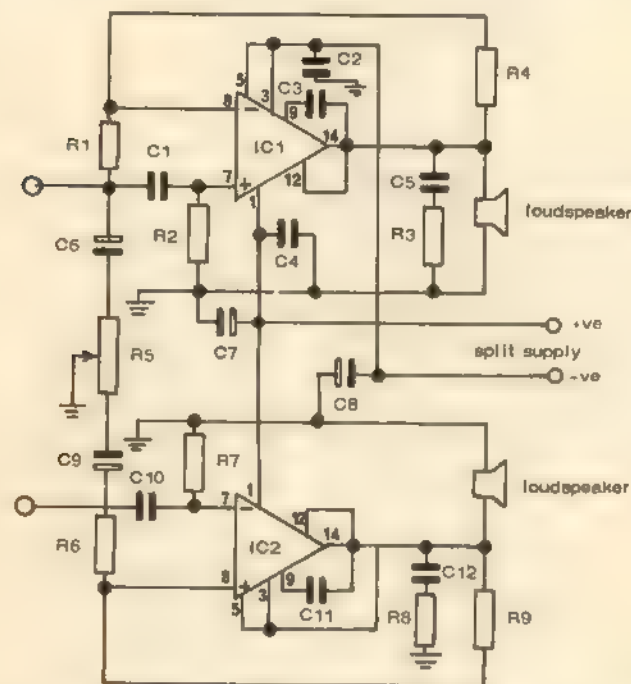 C2
5
3
C3
R4
8
−
9
R1
IC1
14
C1
12
7
+
1
C5
loudspeaker
C6
R2
C4
R3
C7
+ve
R5
split supply
C8
-ve
C9
R7
C10
1
loudspeaker
7
−
12
14
R6
IC2
C12
8
+
9
5
3
C11
R8
R9